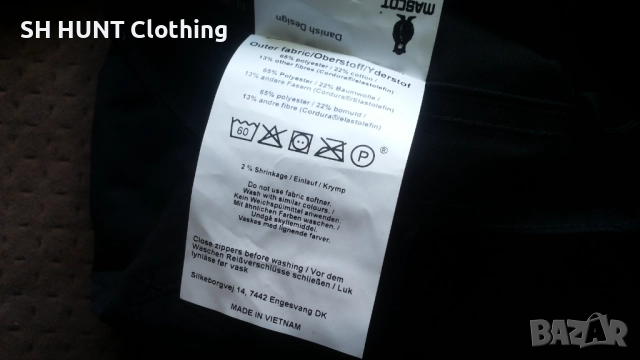 SH HUNT Clothing
MASCOT
Danish Design
Outer fabric/Oberstoff/Yderstof
65% polyester / 22% cotton /
13% other fibres (Cordura®/elastolefin)
65% Polyester / 22% Baumwolle /
13% andere Fasern (Cordura®/Elastolefin)
65% polyester / 22% bomuld /
13% andre fibre (Cordura®/elastolefin)
60
P
®
2 % Shrinkage / Einlauf / Krymp
Do not use fabric softner.
Wash with similar colours. /
Kein Weichspülmittel anwenden.
Mit ähnlichen Farben waschen. /
Undgå skyllemiddel.
Vaskes med lignende farver.
Close zippers before washing / Vor dem
Waschen Reißverschlüsse schließen / Luk
lynlåse før vask
Silkeborgvej 14, 7442 Engesvang DK
MADE IN VIETNAM
BAZAR